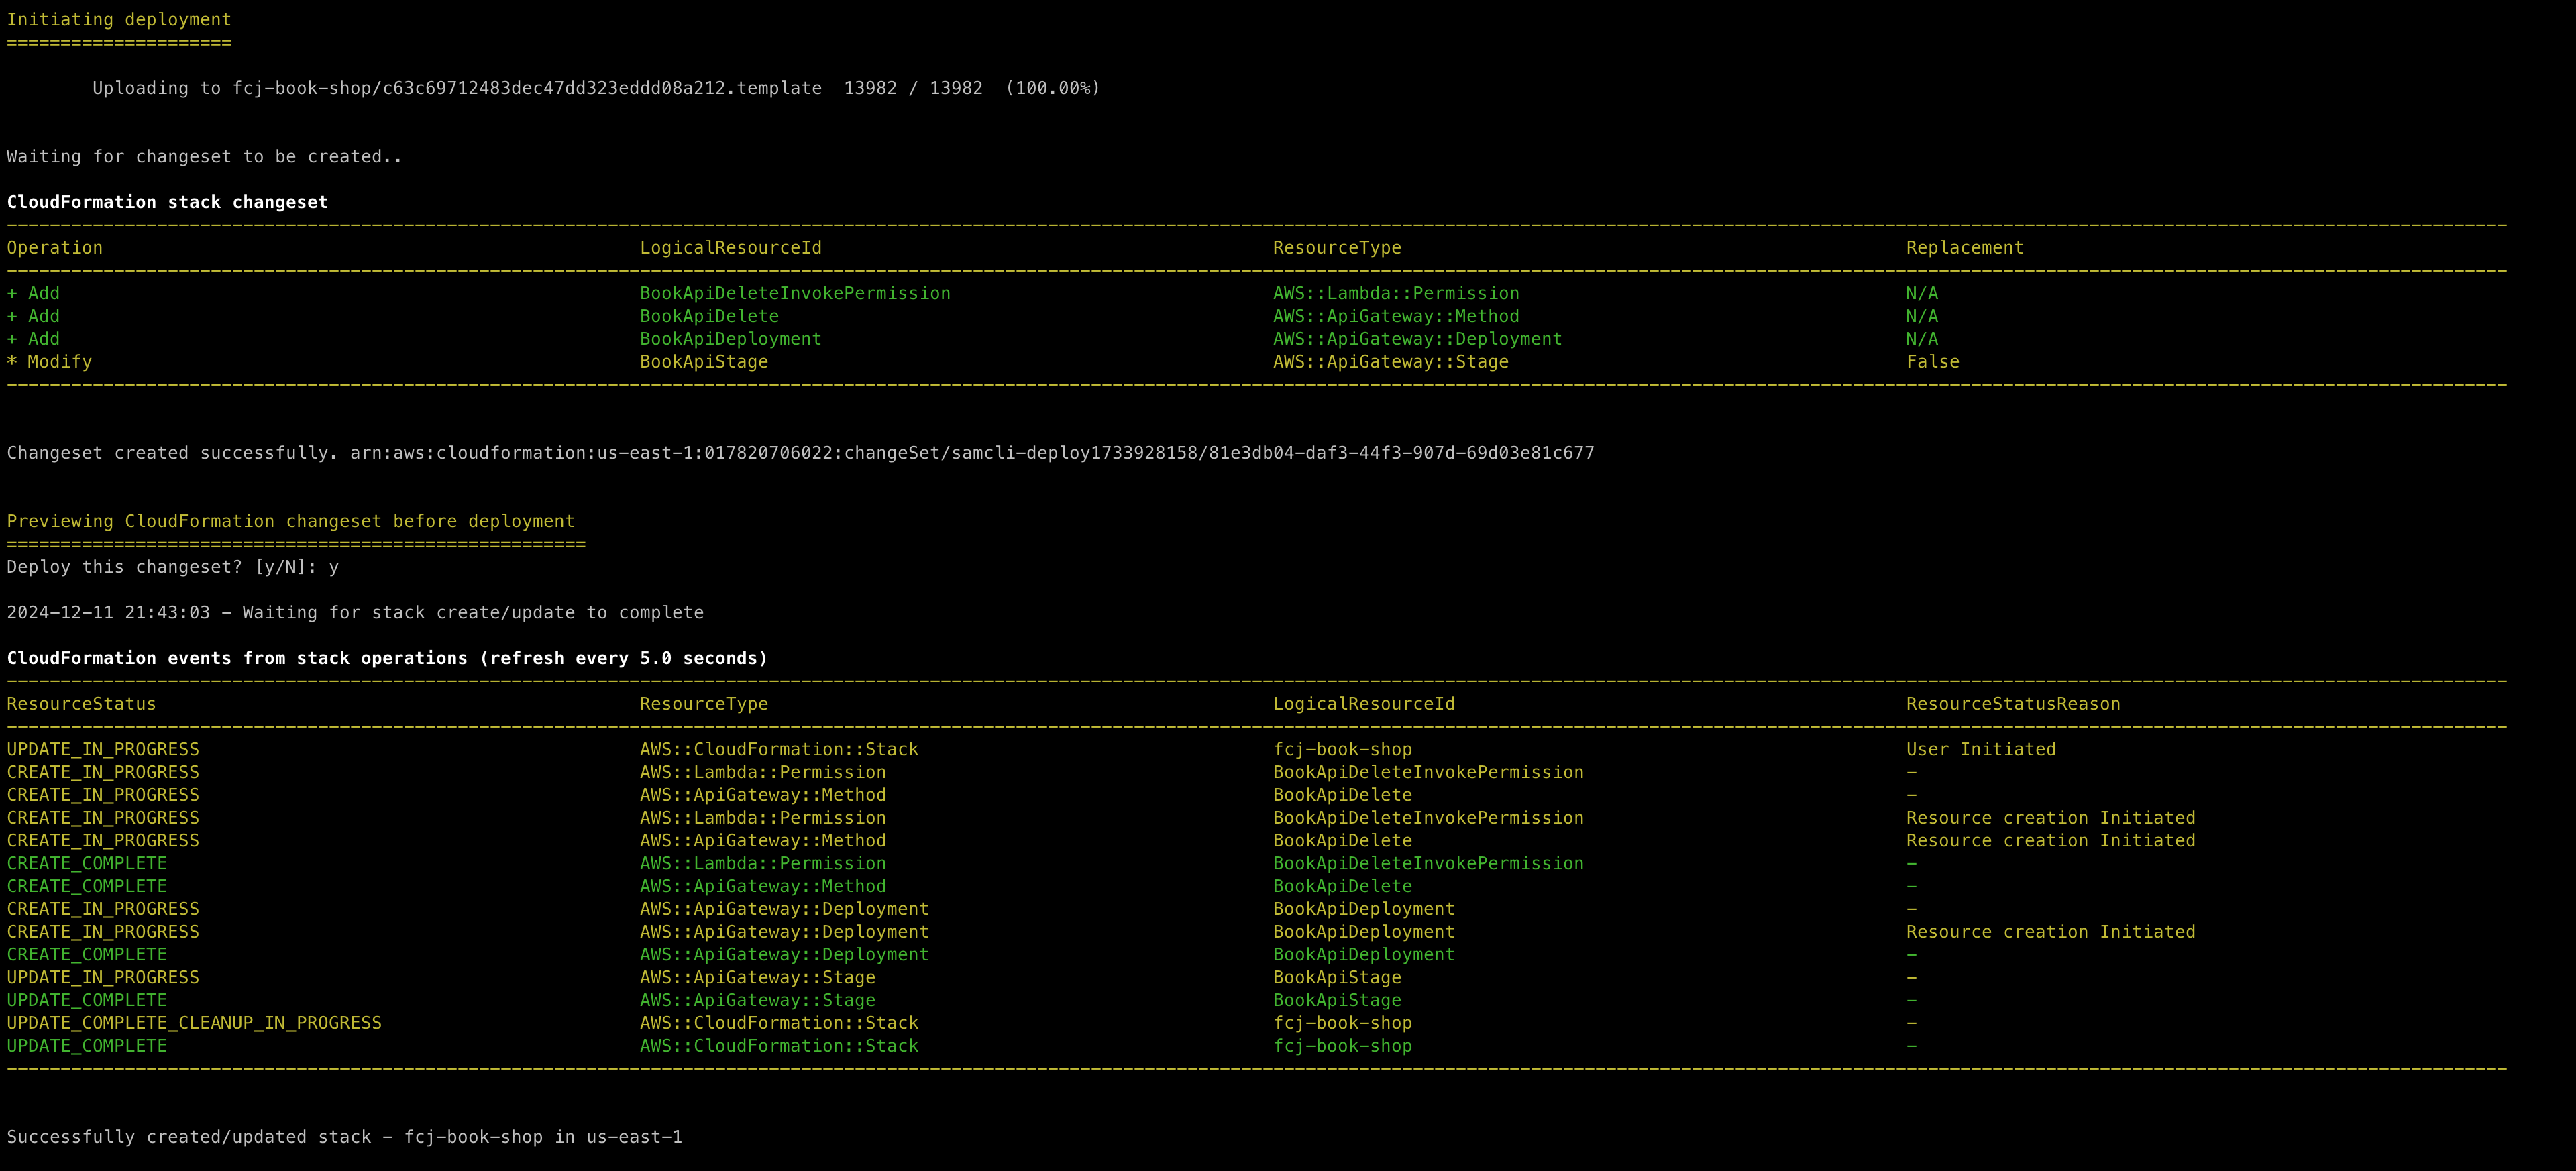 Initiating deployment
=====================
Uploading to fcj-book-shop/c63c69712483dec47dd323eddd08a212.template  13982 / 13982  (100.00%)
Waiting for changeset to be created..
CloudFormation stack changeset
Operation LogicalResourceId ResourceType Replacement
+ Add BookApiDeleteInvokePermission AWS::Lambda::Permission N/A
+ Add BookApiDelete AWS::ApiGateway::Method N/A
+ Add BookApiDeployment AWS::ApiGateway::Deployment N/A
* Modify BookApiStage AWS::ApiGateway::Stage False
Changeset created successfully. arn:aws:cloudformation:us-east-1:017820706022:changeSet/samcli-deploy1733928158/81e3db04-daf3-44f3-907d-69d03e81c677
Previewing CloudFormation changeset before deployment
======================================================
Deploy this changeset? [y/N]: y
2024-12-11 21:43:03 - Waiting for stack create/update to complete
CloudFormation events from stack operations (refresh every 5.0 seconds)
ResourceStatus ResourceType LogicalResourceId ResourceStatusReason
UPDATE_IN_PROGRESS AWS::CloudFormation::Stack fcj-book-shop User Initiated
CREATE_IN_PROGRESS AWS::Lambda::Permission BookApiDeleteInvokePermission -
CREATE_IN_PROGRESS AWS::ApiGateway::Method BookApiDelete -
CREATE_IN_PROGRESS AWS::Lambda::Permission BookApiDeleteInvokePermission Resource creation Initiated
CREATE_IN_PROGRESS AWS::ApiGateway::Method BookApiDelete Resource creation Initiated
CREATE_COMPLETE AWS::Lambda::Permission BookApiDeleteInvokePermission -
CREATE_COMPLETE AWS::ApiGateway::Method BookApiDelete -
CREATE_IN_PROGRESS AWS::ApiGateway::Deployment BookApiDeployment -
CREATE_IN_PROGRESS AWS::ApiGateway::Deployment BookApiDeployment Resource creation Initiated
CREATE_COMPLETE AWS::ApiGateway::Deployment BookApiDeployment -
UPDATE_IN_PROGRESS AWS::ApiGateway::Stage BookApiStage -
UPDATE_COMPLETE AWS::ApiGateway::Stage BookApiStage -
UPDATE_COMPLETE_CLEANUP_IN_PROGRESS AWS::CloudFormation::Stack fcj-book-shop -
UPDATE_COMPLETE AWS::CloudFormation::Stack fcj-book-shop -
Successfully created/updated stack - fcj-book-shop in us-east-1